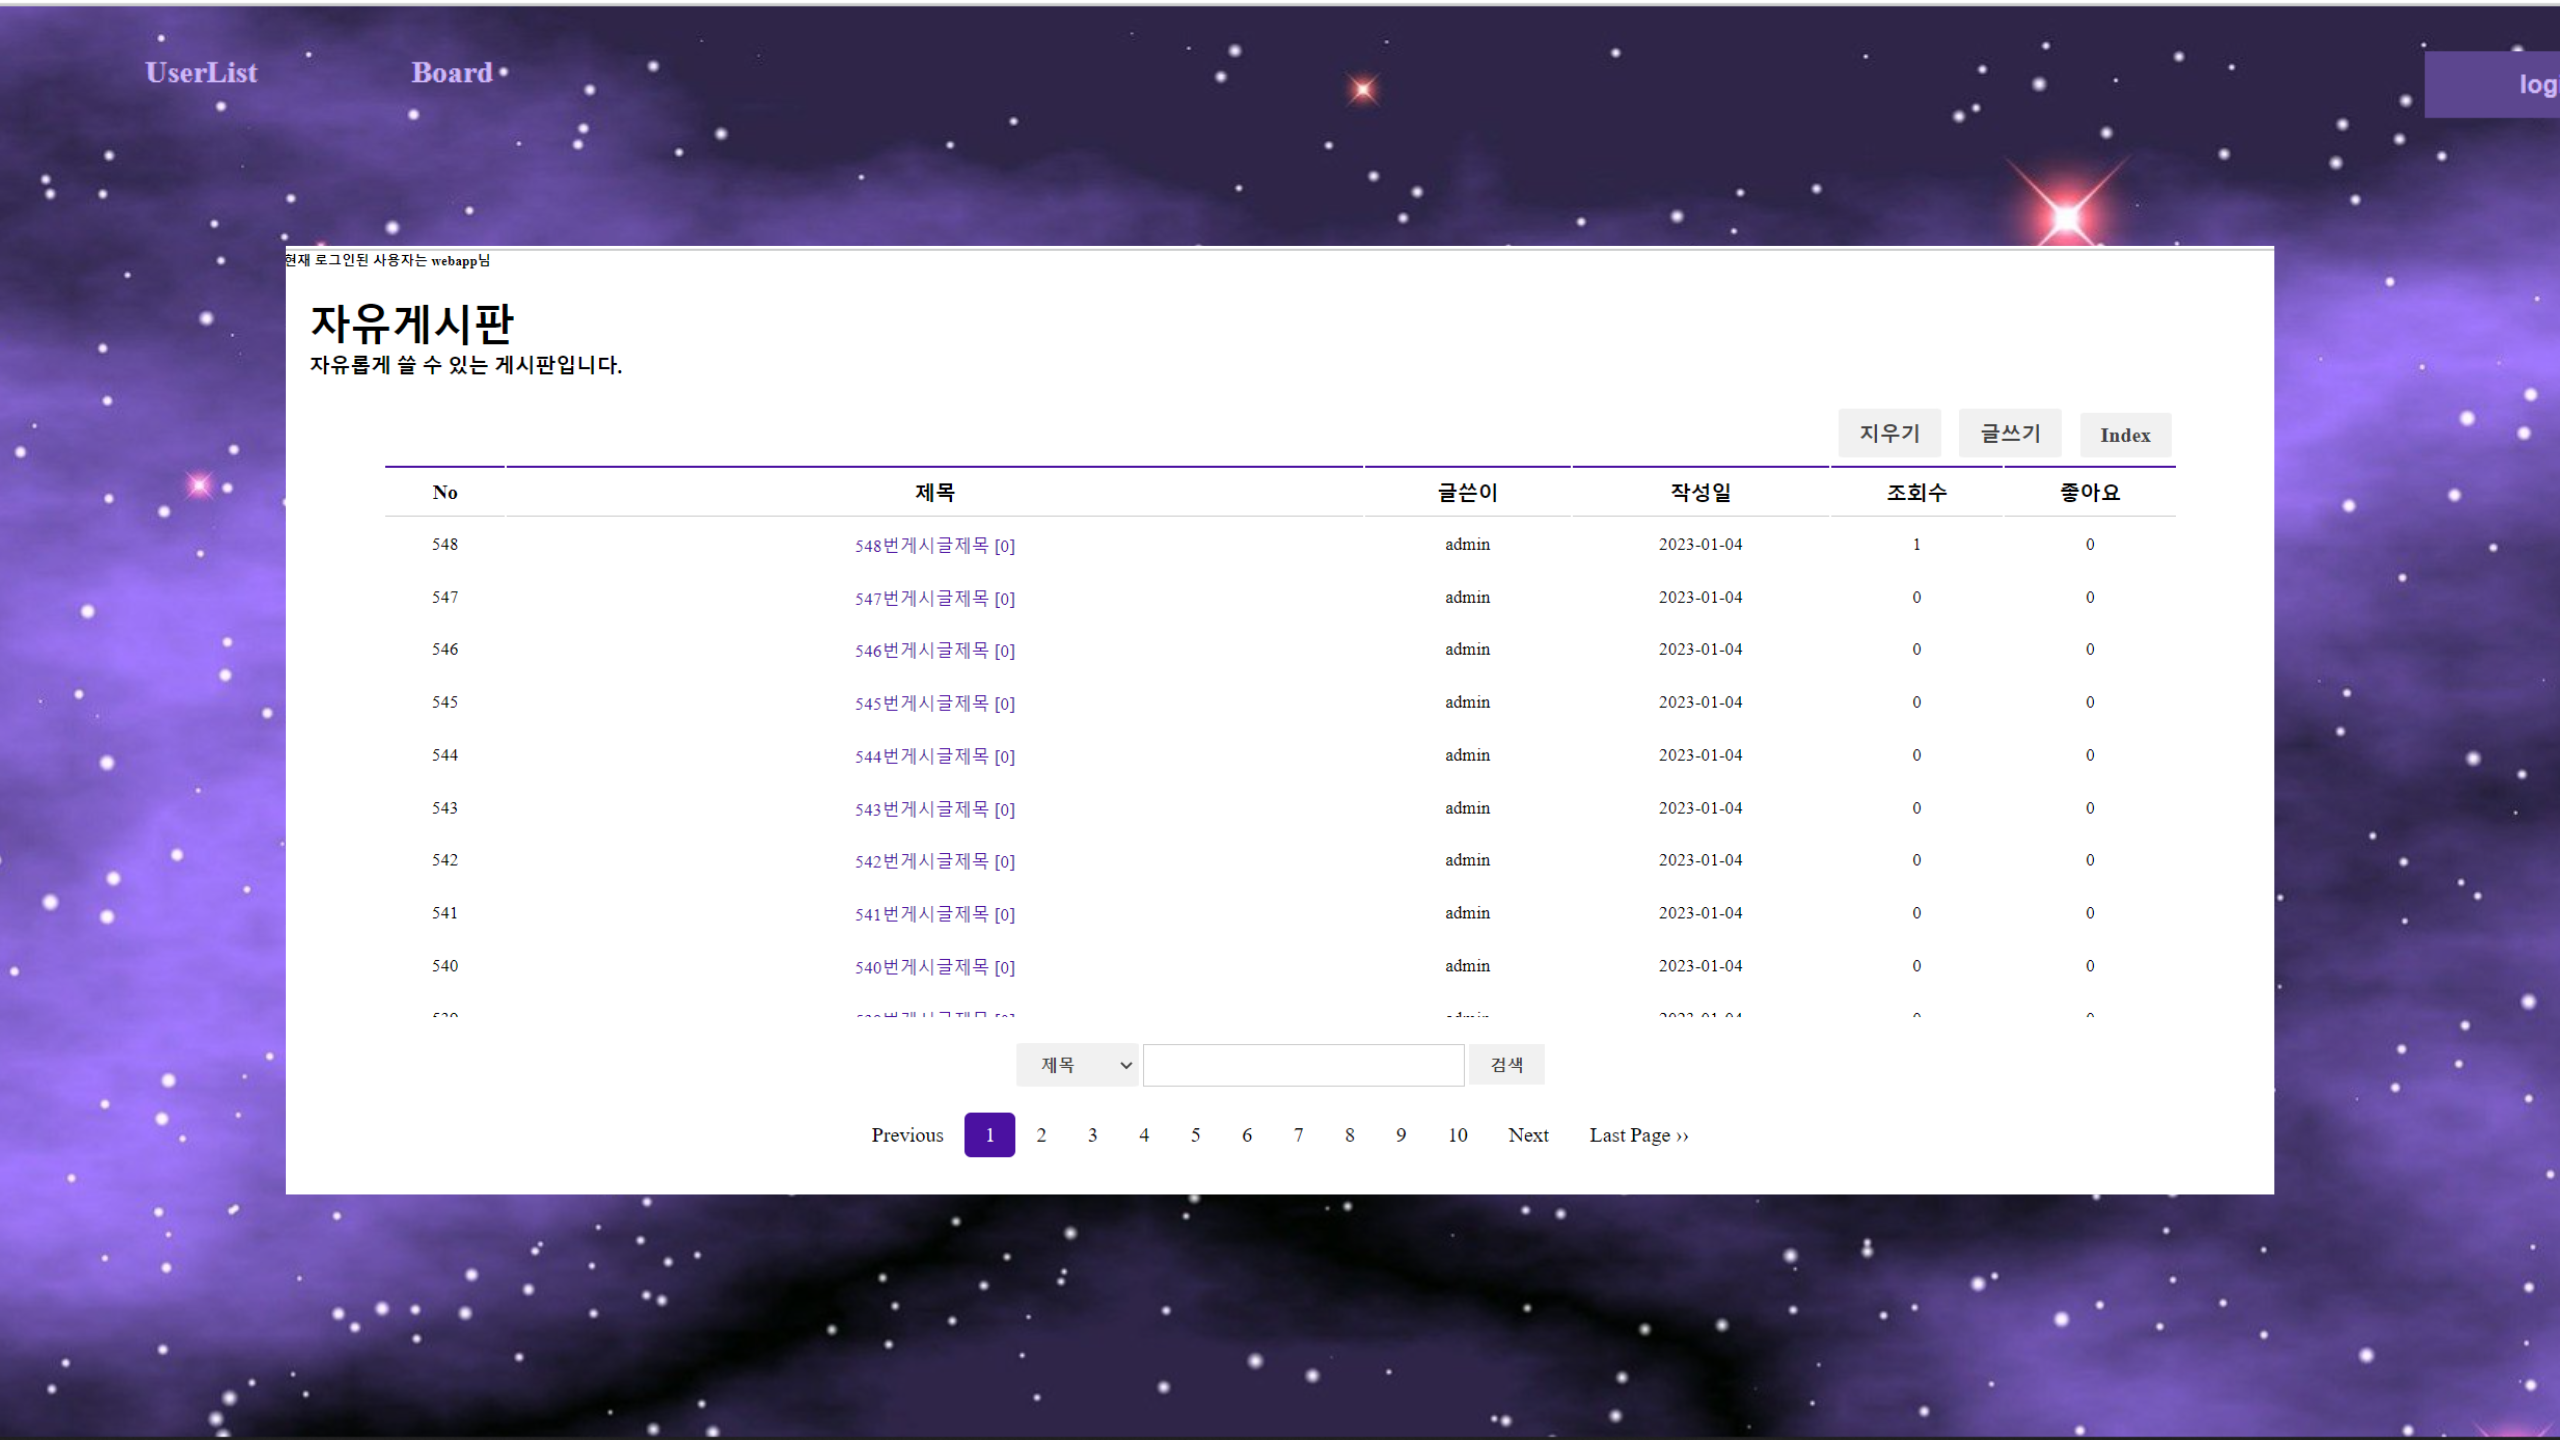 UserList Board logi
현재 로그인된 사용자는 webapp님
자유게시판
자유롭게 쓸 수 있는 게시판입니다.
지우기 글쓰기 Index
No 제목 글쓴이 작성일 조회수 좋아요
548 548번게시글제목 [0] admin 2023-01-04 1 0
547 547번게시글제목 [0] admin 2023-01-04 0 0
546 546번게시글제목 [0] admin 2023-01-04 0 0
545 545번게시글제목 [0] admin 2023-01-04 0 0
544 544번게시글제목 [0] admin 2023-01-04 0 0
543 543번게시글제목 [0] admin 2023-01-04 0 0
542 542번게시글제목 [0] admin 2023-01-04 0 0
541 541번게시글제목 [0] admin 2023-01-04 0 0
540 540번게시글제목 [0] admin 2023-01-04 0 0
제목 검색
Previous 1 2 3 4 5 6 7 8 9 10 Next Last Page ››